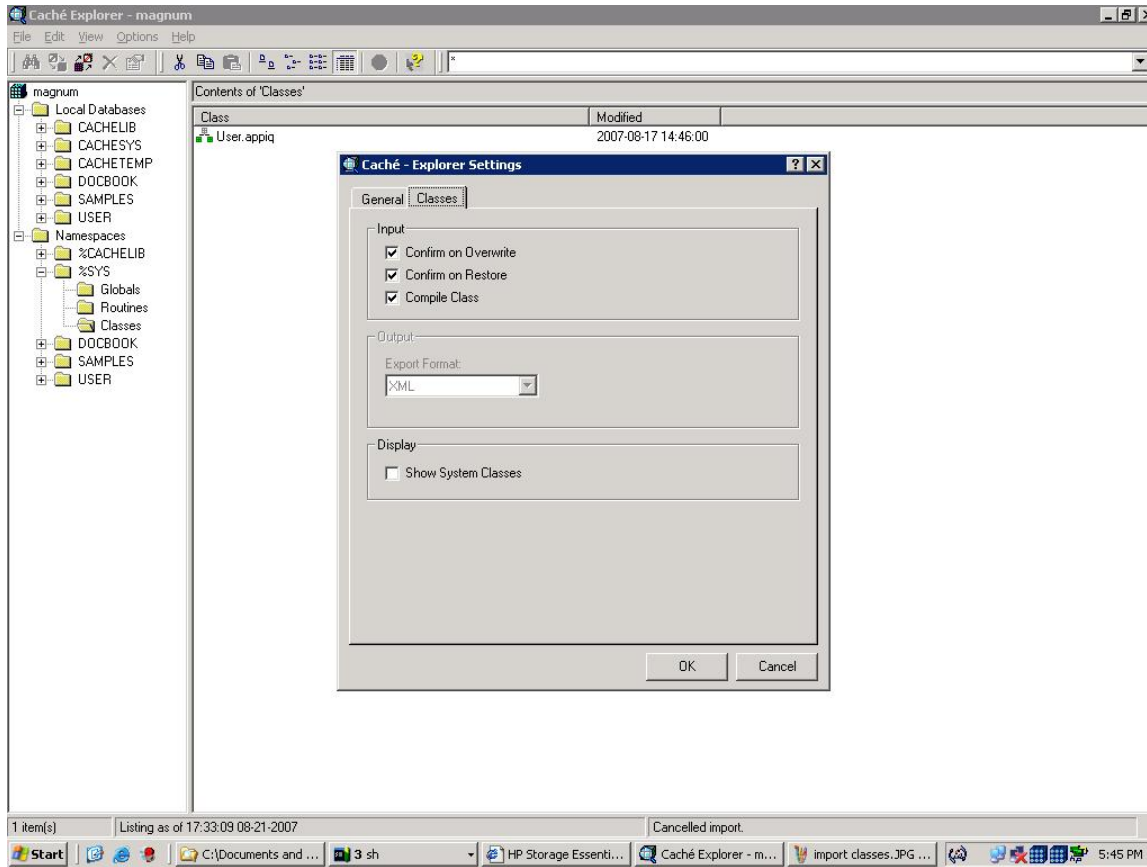 Caché Explorer - magnum
File Edit View Options Help
*
magnum
Local Databases
CACHELIB
CACHESYS
CACHETEMP
DOCBOOK
SAMPLES
USER
Namespaces
%CACHELIB
%SYS
Globals
Routines
Classes
DOCBOOK
SAMPLES
USER
Contents of 'Classes'
Class Modified
User.appiq 2007-08-17 14:46:00
Caché - Explorer Settings
General Classes
Input
Confirm on Overwrite
Confirm on Restore
Compile Class
Output
Export Format:
XML
Display
Show System Classes
OK Cancel
1 item(s) Listing as of 17:33:09 08-21-2007 Cancelled import.
Start C:\Documents and ... 3 sh HP Storage Essenti... Caché Explorer - m... import classes.JPG ... 5:45 PM